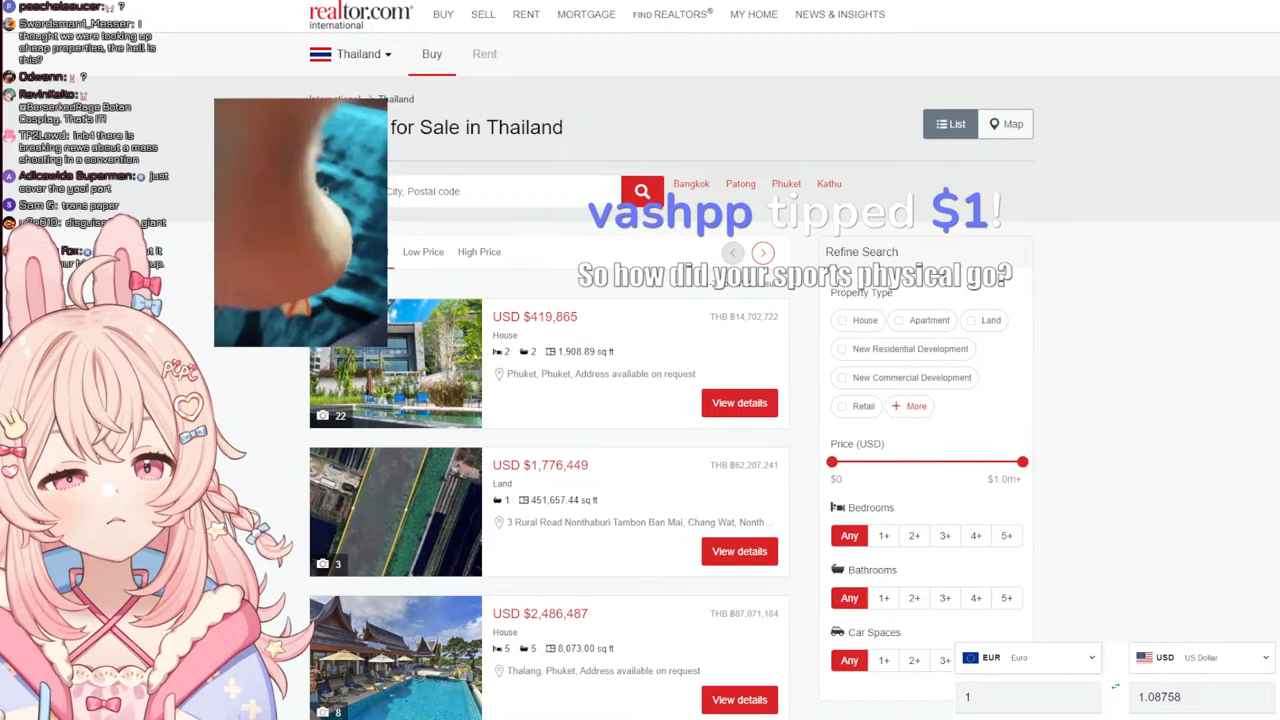 peachelsaucer: ?
Swordsman1_Messer: I
thought we were looking up
cheap properties, the hell is
this?
Odwenn: ?
RavinKaito:
@BerserkedRage Botan
Cosplay. That's it!
TP2Lewd: inb4 there is
breaking news about a mass
shooting in a convention
Adicewide Superman: just
cover the yaoi part
Sam G: trans paper
giant
Fox: it
up.
realtor.com®
international
BUY
SELL
RENT
MORTGAGE
FIND REALTORS®
MY HOME
NEWS & INSIGHTS
Thailand
Buy
Rent
International > Thailand
for Sale in Thailand
List
Map
City, Postal code
Bangkok
Patong
Phuket
Kathu
vashpp tipped $1!
So how did your sports physical go?
Low Price
High Price
Refine Search
Property Type
House
Apartment
Land
New Residential Development
New Commercial Development
Retail
+ More
Price (USD)
$0
$1.0m+
Bedrooms
Any 1+ 2+ 3+ 4+ 5+
Bathrooms
Any 1+ 2+ 3+ 4+ 5+
Car Spaces
Any 1+ 2+ 3+
USD $419,865
THB ฿14,702,722
House
2 2 1,908.89 sq ft
Phuket, Phuket, Address available on request
View details
22
USD $1,776,449
THB ฿62,207,241
Land
1 451,657.44 sq ft
3 Rural Road Nonthaburi Tambon Ban Mai, Chang Wat, Nonth...
View details
3
USD $2,486,487
THB ฿87,071,184
House
5 5 8,073.00 sq ft
Thalang, Phuket, Address available on request
View details
8
EUR Euro
USD US Dollar
1
1.08758
PiPi